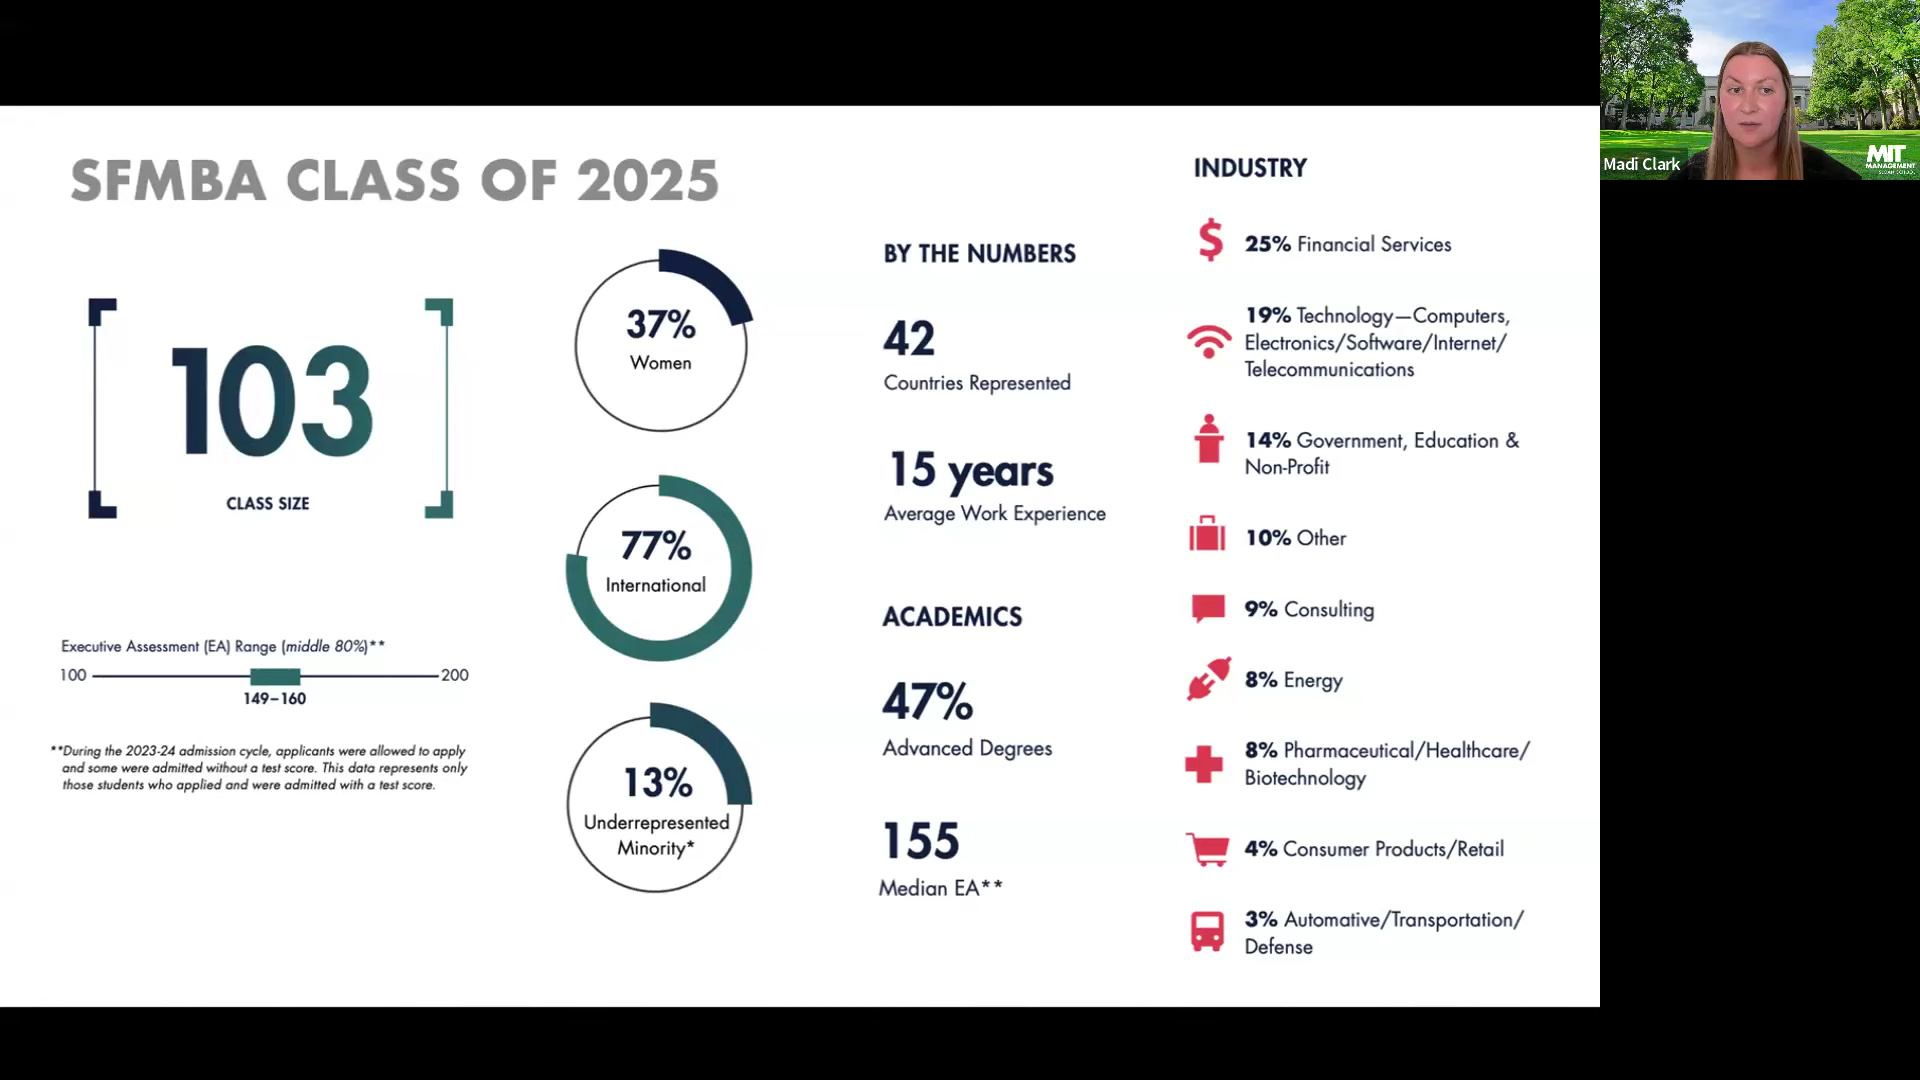 SFMBA CLASS OF 2025
103
CLASS SIZE
Executive Assessment (EA) Range (middle 80%)**
100
200
149–160
**During the 2023-24 admission cycle, applicants were allowed to apply
and some were admitted without a test score. This data represents only
those students who applied and were admitted with a test score.
37%
Women
77%
International
13%
Underrepresented
Minority*
BY THE NUMBERS
42
Countries Represented
15 years
Average Work Experience
ACADEMICS
47%
Advanced Degrees
155
Median EA**
INDUSTRY
$
25% Financial Services
19% Technology—Computers,
Electronics/Software/Internet/
Telecommunications
14% Government, Education &
Non-Profit
10% Other
9% Consulting
8% Energy
8% Pharmaceutical/Healthcare/
Biotechnology
4% Consumer Products/Retail
3% Automative/Transportation/
Defense
Madi Clark
MIT
MANAGEMENT
SLOAN SCHOOL